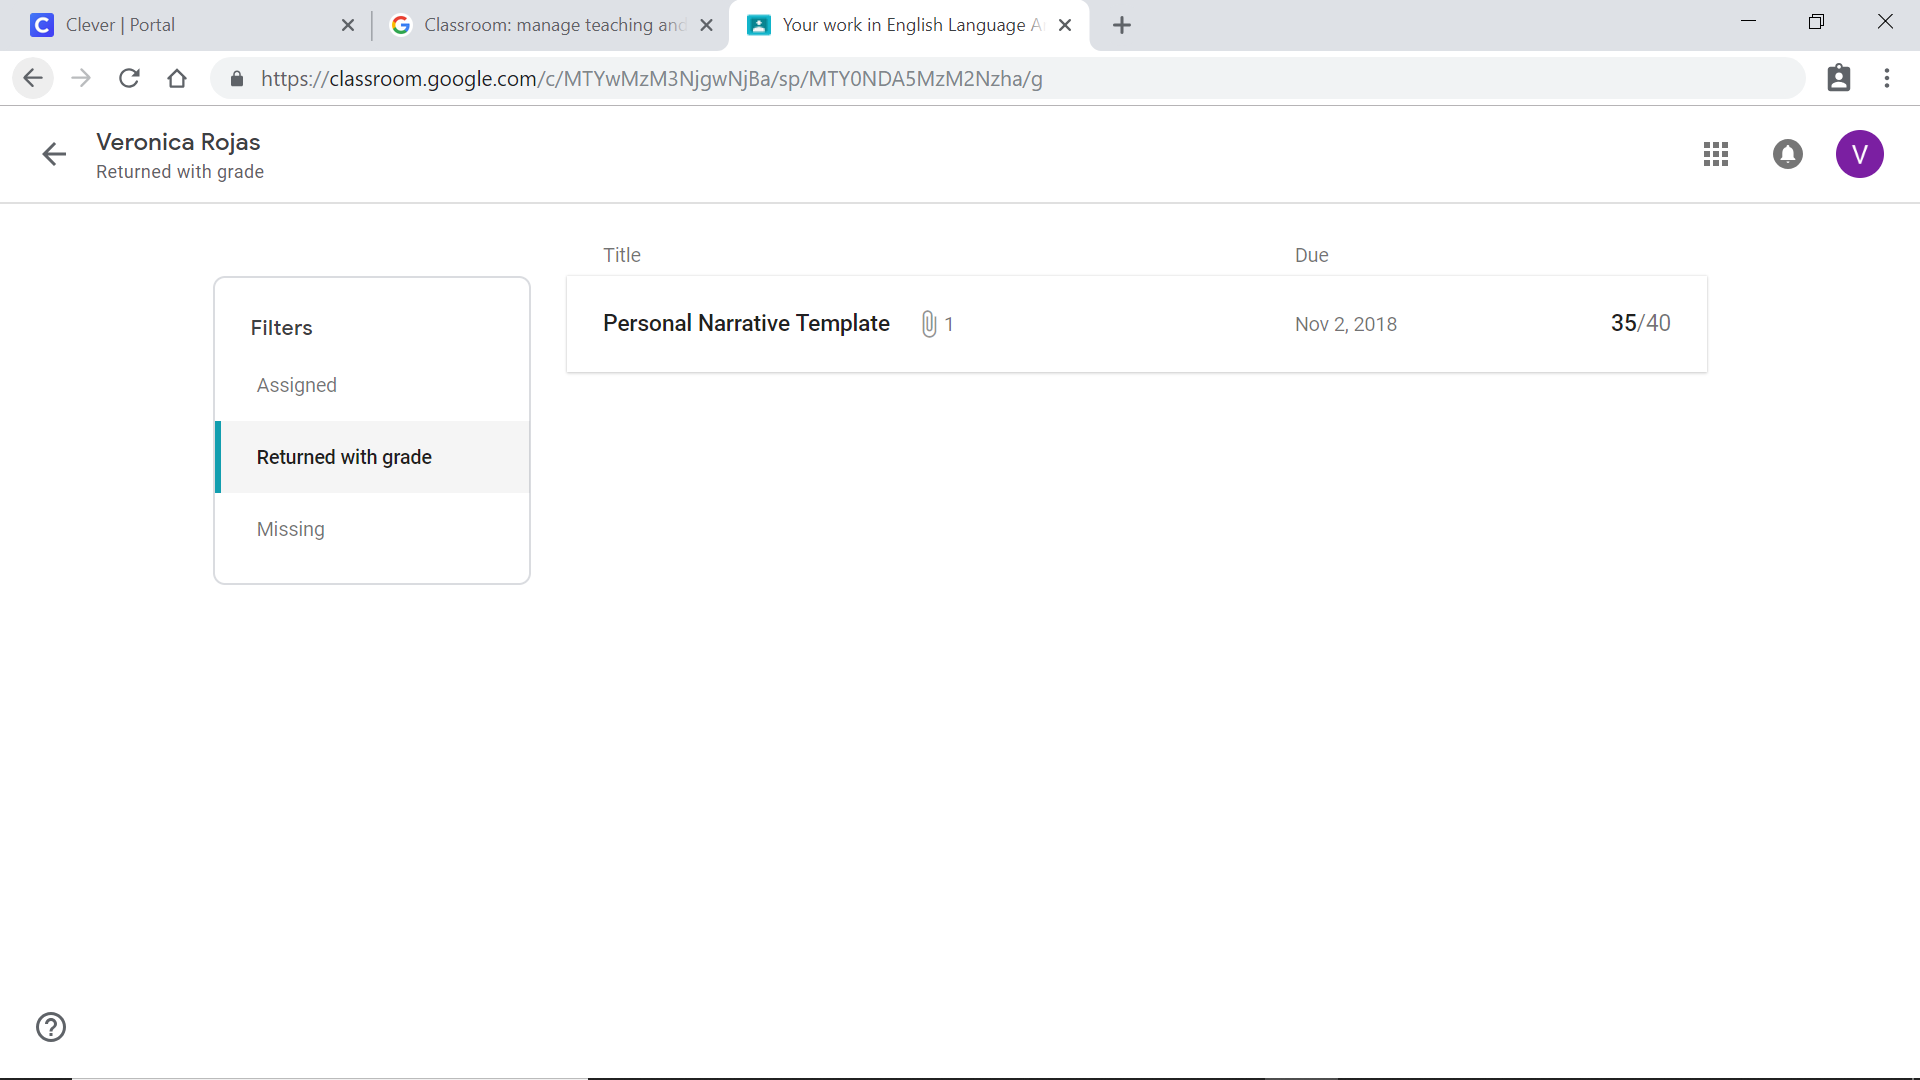 Clever | Portal
Classroom: manage teaching and
Your work in English Language A
https://classroom.google.com/c/MTYwMzM3NjgwNjBa/sp/MTY0NDA5MzM2Nzha/g
Veronica Rojas
Returned with grade
V
Title Due
Filters
Assigned
Returned with grade
Missing
Personal Narrative Template 1 Nov 2, 2018 35/40